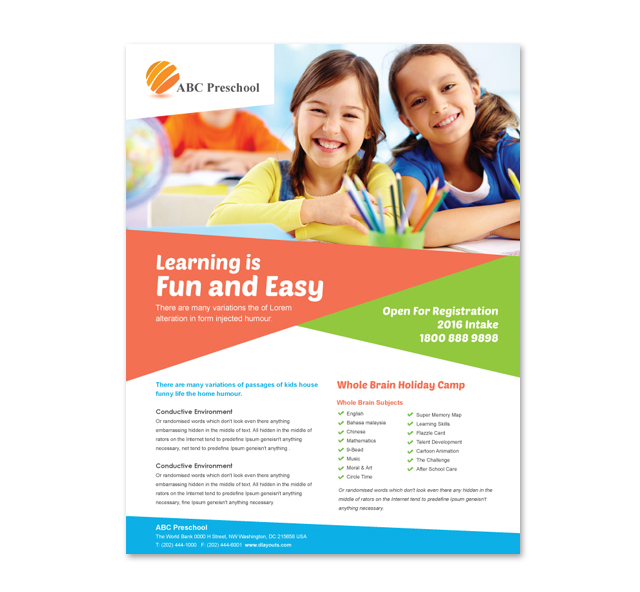 ABC Preschool
Learning is
Fun and Easy
There are many variations the of Lorem
alteration in form injected humour.
Open For Registration
2016 Intake
1800 888 9898
There are many variations of passages of kids house
funny life the home humour.
Conductive Environment
Or randomised words which don't look even there anything
embarrassing hidden in the middle of text. All hidden in the middle of
rators on the Internet tend to predefine Ipsum geneisn't anything
necessary, net tend to predefine Ipsum geneisn't anything .
Conductive Environment
Or randomised words which don't look even there anything
embarrassing hidden in the middle of text. All hidden in the middle of
rators on the Internet tend to predefine Ipsum geneisn't anything
necessary, fine Ipsum geneisn't anything necessary.
Whole Brain Holiday Camp
Whole Brain Subjects
English
Bahasa malaysia
Chinese
Mathematics
9-Bead
Music
Moral & Art
Circle Time
Super Memory Map
Learning Skills
Flazzle Card
Talent Development
Cartoon Animation
The Challenge
After School Care
Or randomised words which don't look even there any hidden in the
middle of rators on the Internet tend to predefine Ipsum geneisn't
anything necessary.
ABC Preschool
The World Bank 0000 H Street, NW Washington, DC 215658 USA
T: (202) 444-1000 F: (202) 444-6001 www.dlayouts.com